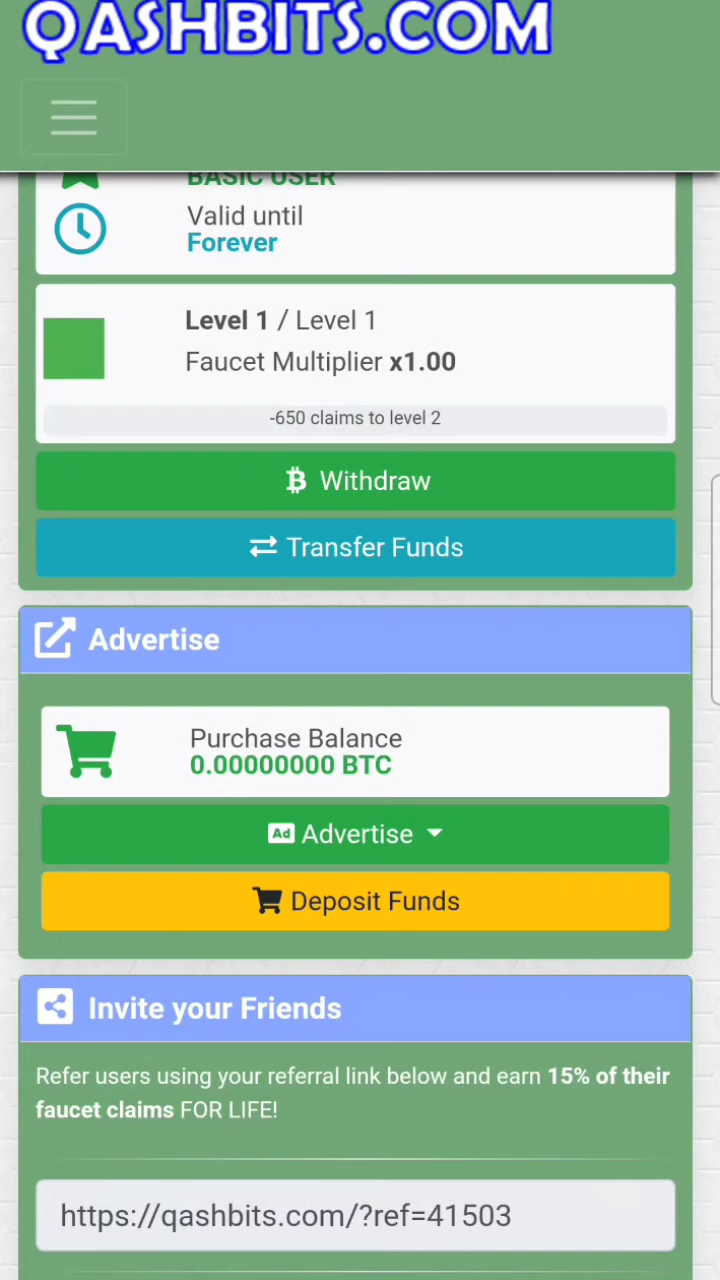 QASHBITS.COM
BASIC USER
Valid until
Forever
Level 1 / Level 1
Faucet Multiplier x1.00
-650 claims to level 2
Withdraw
Transfer Funds
Advertise
Purchase Balance
0.00000000 BTC
Ad Advertise
Deposit Funds
Invite your Friends
Refer users using your referral link below and earn 15% of their
faucet claims FOR LIFE!
https://qashbits.com/?ref=41503